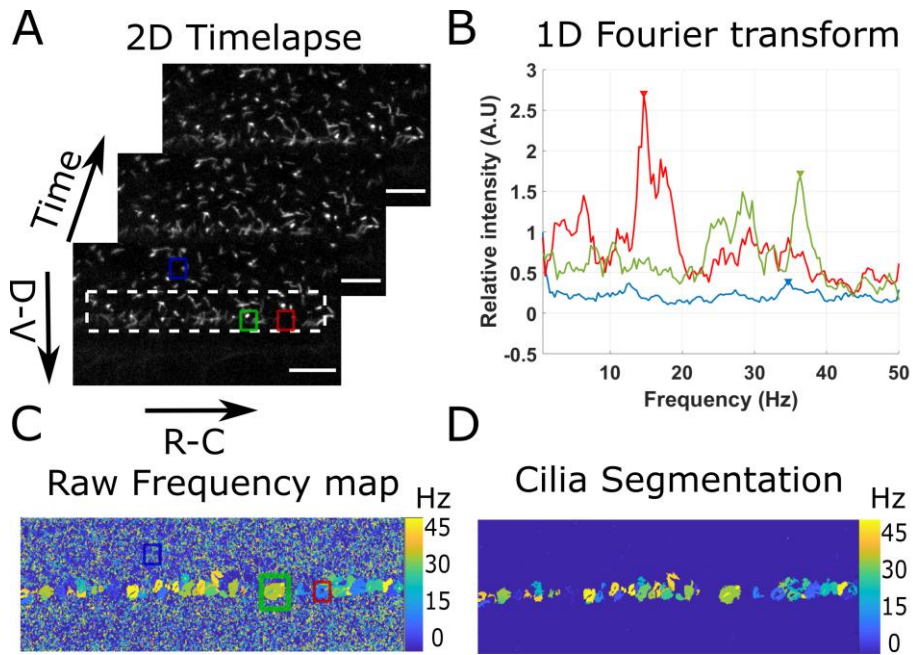 A
2D Timelapse
Time
D-V
R-C
B
1D Fourier transform
Relative intensity (A.U)
3
2.5
2
1.5
1
0.5
0
-0.5
10
20
30
40
50
Frequency (Hz)
C
Raw Frequency map
Hz
45
30
15
0
D
Cilia Segmentation
Hz
45
30
15
0